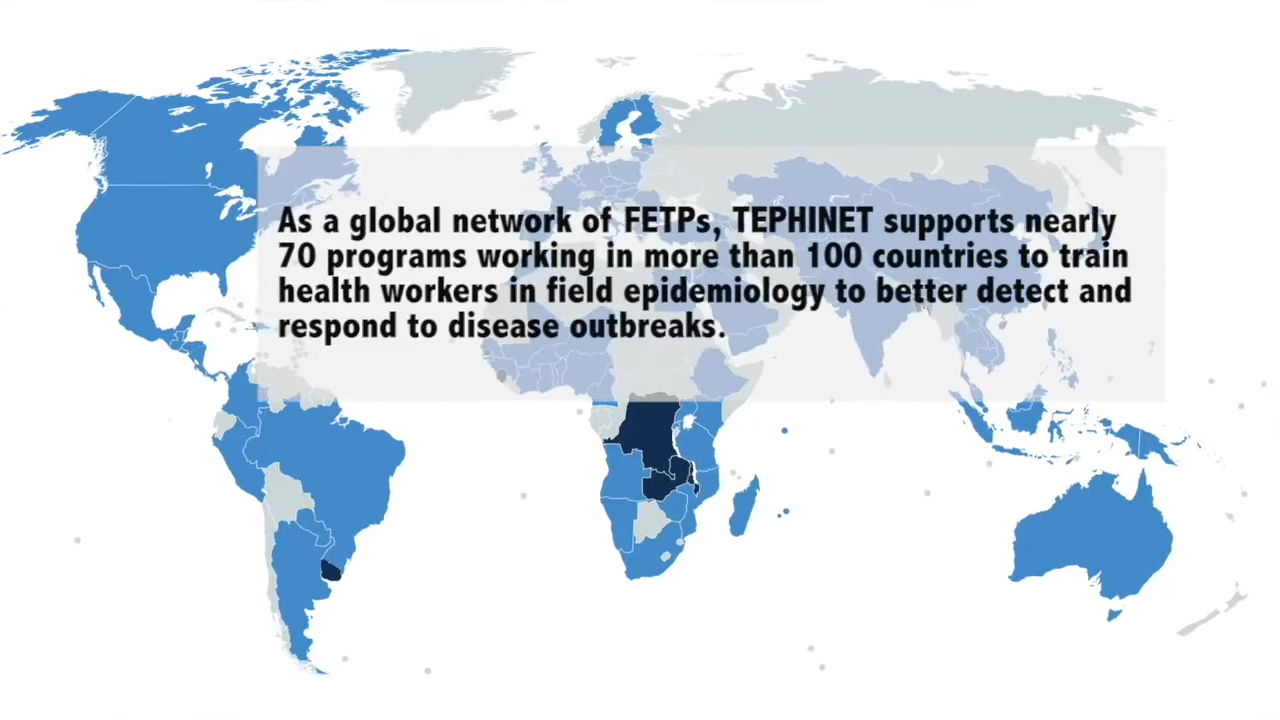 As a global network of FETPs, TEPHINET supports nearly
70 programs working in more than 100 countries to train
health workers in field epidemiology to better detect and
respond to disease outbreaks.